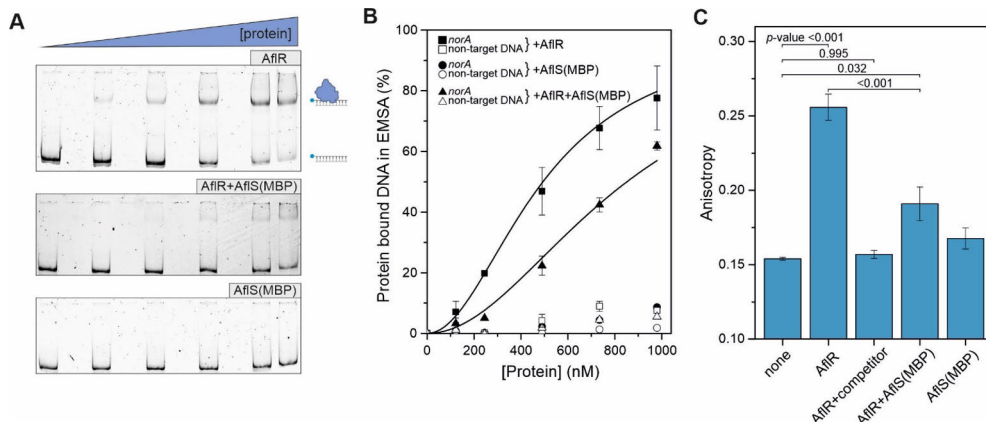 A
[protein]
AflR
AflR+AflS(MBP)
AflS(MBP)
B
Protein bound DNA in EMSA (%)
100
80
60
40
20
0
norA
non-target DNA } +AflR
norA
non-target DNA } +AflS(MBP)
norA
non-target DNA } +AflR+AflS(MBP)
0 200 400 600 800 1000
[Protein] (nM)
C
Anisotropy
0.30
0.25
0.20
0.15
0.10
p-value <0.001
0.995
0.032
<0.001
none
AflR
AflR+competitor
AflR+AflS(MBP)
AflS(MBP)